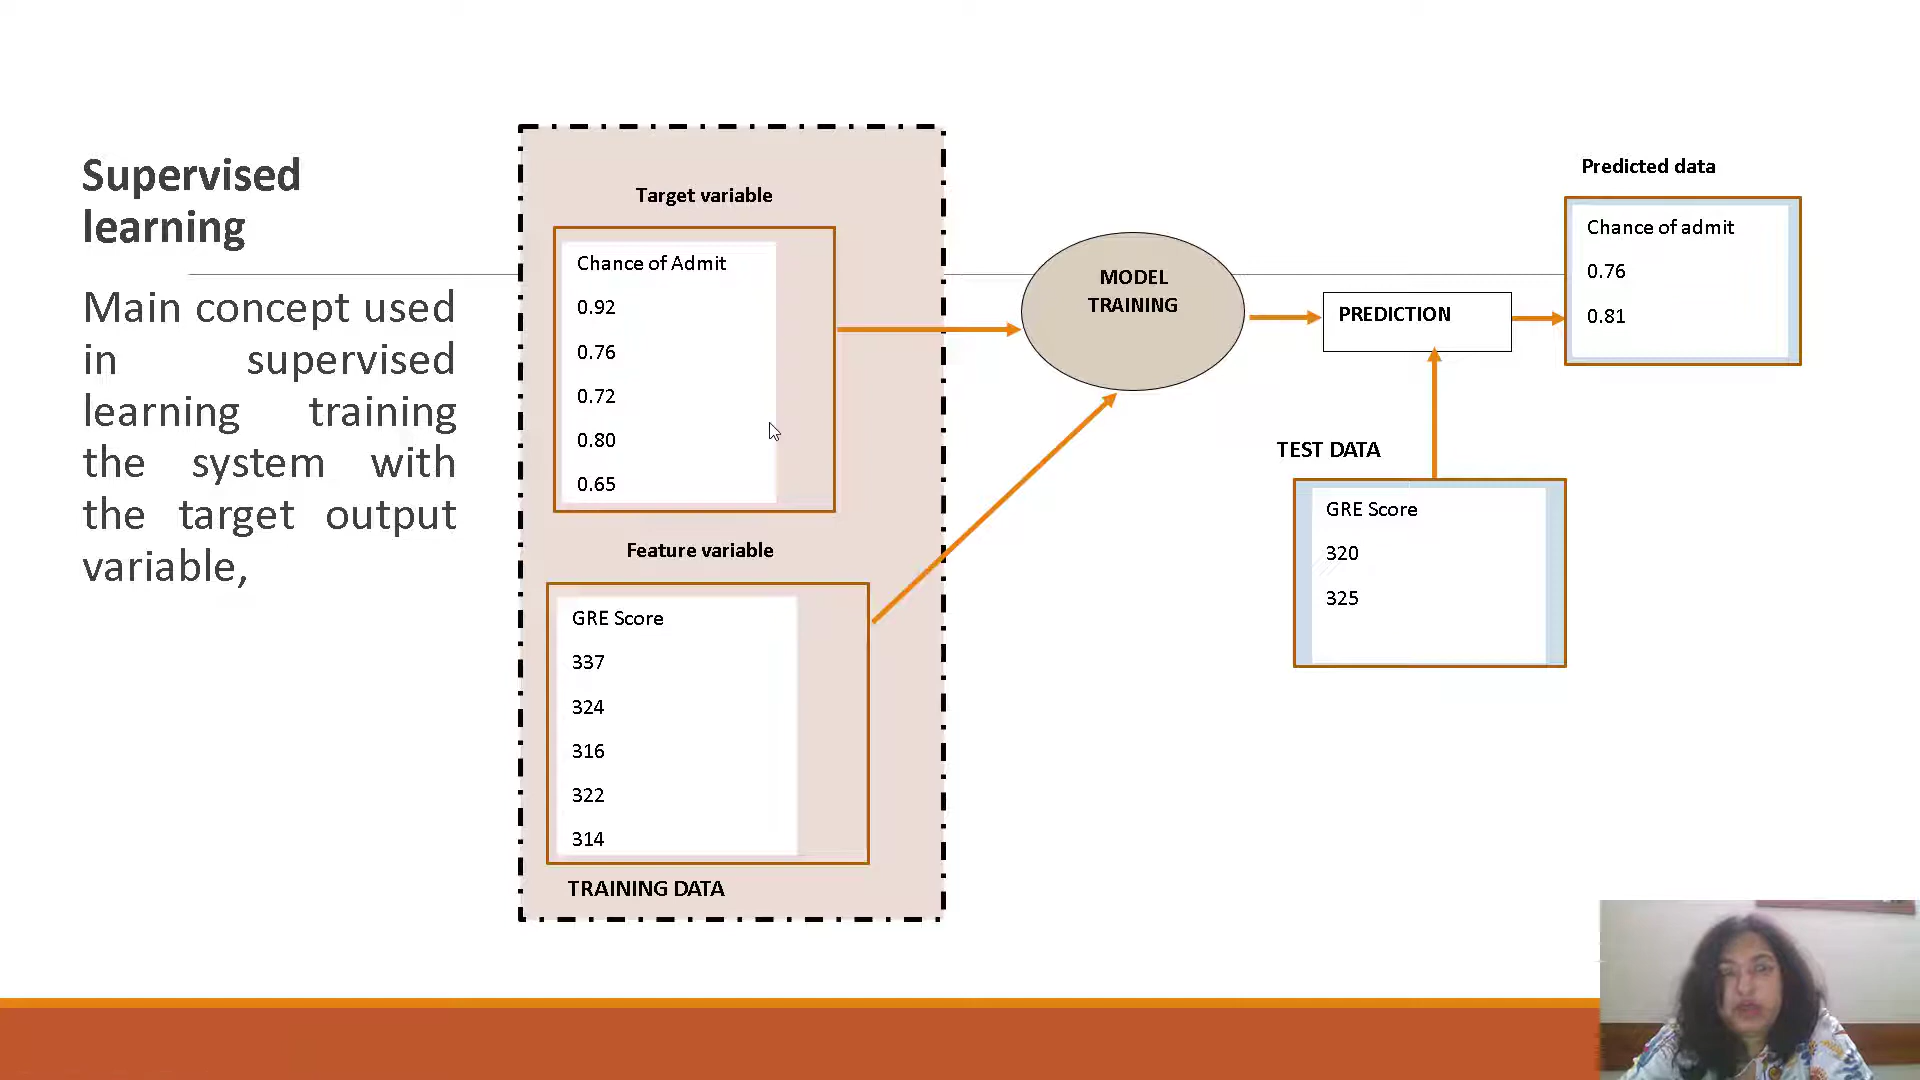 Supervised
learning
Main concept used
in supervised
learning training
the system with
the target output
variable,
Target variable
Chance of Admit
0.92
0.76
0.72
0.80
0.65
Feature variable
GRE Score
337
324
316
322
314
TRAINING DATA
MODEL
TRAINING
PREDICTION
TEST DATA
GRE Score
320
325
Predicted data
Chance of admit
0.76
0.81